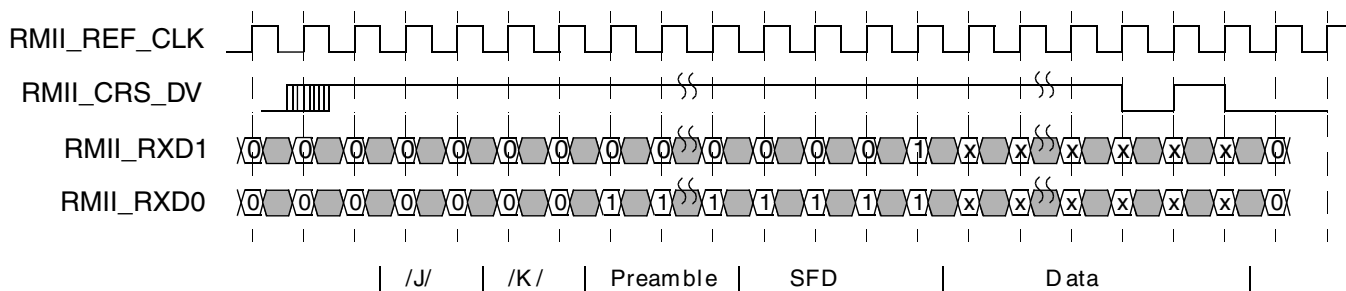 RMII_REF_CLK
RMII_CRS_DV
RMII_RXD1 0 0 0 0 0 0 0 0 0 0 0 0 0 1 x x x x x x 0
RMII_RXD0 0 0 0 0 0 0 0 1 1 1 1 1 1 1 x x x x x x 0
/J/ /K/ Preamble SFD Data